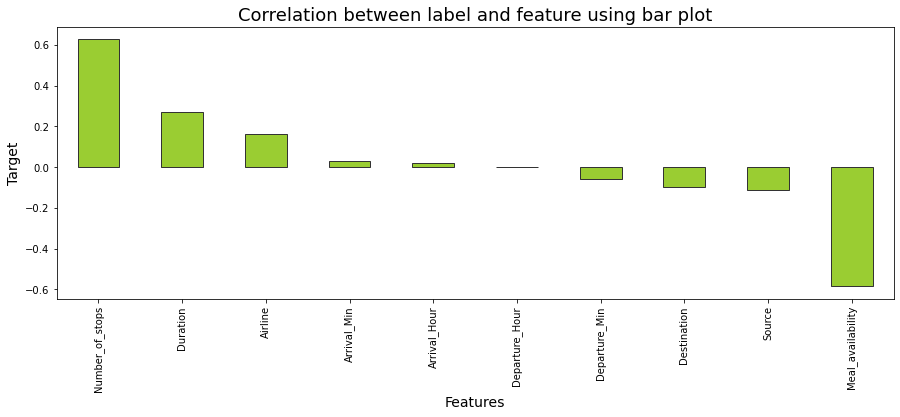 Correlation between label and feature using bar plot
Target
0.6
0.4
0.2
0.0
−0.2
−0.4
−0.6
Number_of_stops
Duration
Airline
Arrival_Min
Arrival_Hour
Departure_Hour
Departure_Min
Destination
Source
Meal_availability
Features